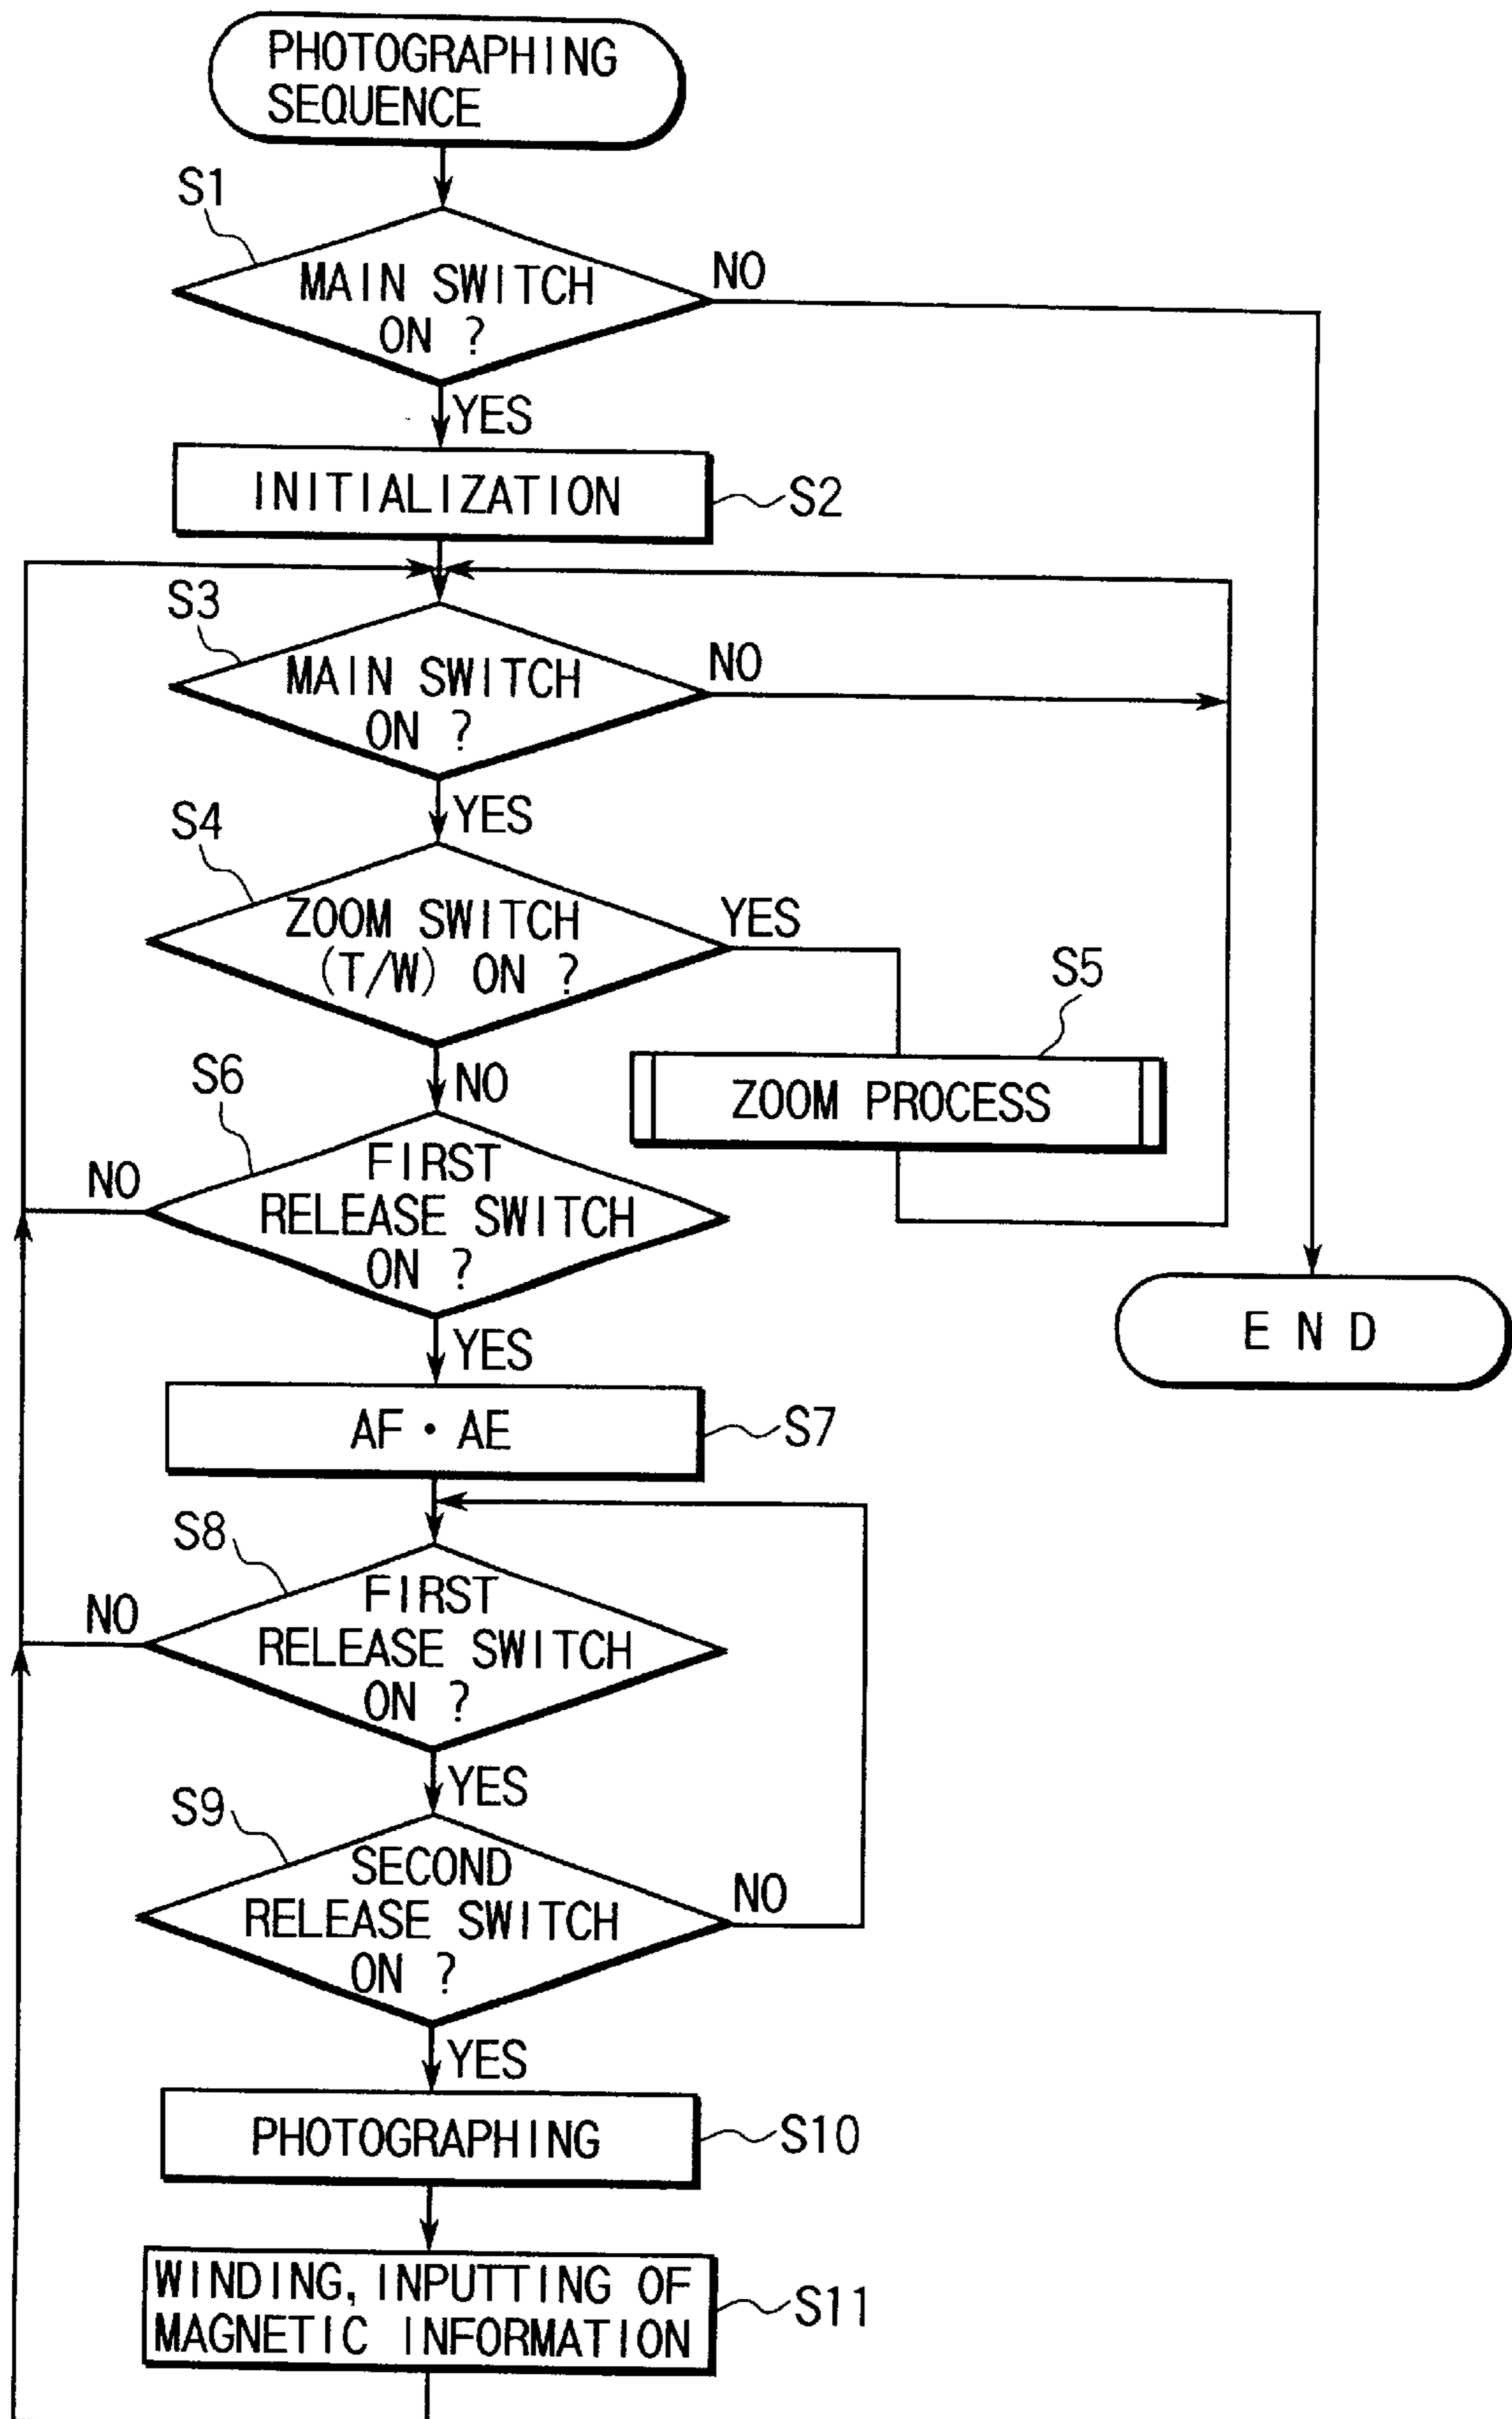 PHOTOGRAPHING
SEQUENCE
S1
MAIN SWITCH
ON ?
NO
YES
INITIALIZATION
S2
S3
MAIN SWITCH
ON ?
NO
YES
S4
ZOOM SWITCH
(T/W) ON ?
YES
S5
ZOOM PROCESS
NO
S6
FIRST
RELEASE SWITCH
ON ?
NO
YES
E N D
AF・AE
S7
S8
FIRST
RELEASE SWITCH
ON ?
NO
YES
S9
SECOND
RELEASE SWITCH
ON ?
NO
YES
PHOTOGRAPHING
S10
WINDING, INPUTTING OF
MAGNETIC INFORMATION
S11